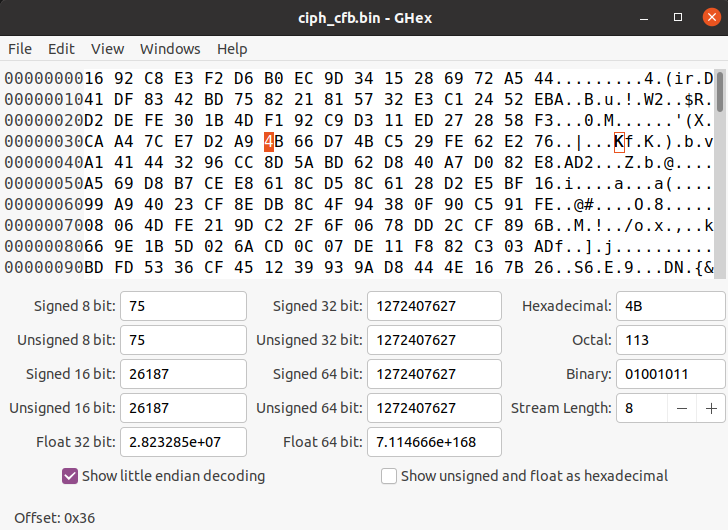 ciph_cfb.bin - GHex
File Edit View Windows Help
0000000016 92 C8 E3 F2 D6 B0 EC 9D 34 15 28 69 72 A5 44.........4.(ir.D
0000001041 DF 83 42 BD 75 82 21 81 57 32 E3 C1 24 52 EBA..B.u.!.W2..$R.
00000020D2 DE FE 30 1B 4D F1 92 C9 D3 11 ED 27 28 58 F3...0.M......'(X.
00000030CA A4 7C E7 D2 A9 4B 66 D7 4B C5 29 FE 62 E2 76..|...Kf.K.).b.v
00000040A1 41 44 32 96 CC 8D 5A BD 62 D8 40 A7 D0 82 E8.AD2...Z.b.@....
00000050A5 69 D8 B7 CE E8 61 8C D5 8C 61 28 D2 E5 BF 16.i....a...a(....
0000006099 A9 40 23 CF 8E DB 8C 4F 94 38 0F 90 C5 91 FE..@#....O.8.....
0000007008 06 4D FE 21 9D C2 2F 6F 06 78 DD 2C CF 89 6B..M.!../o.x.,..k
0000008066 9E 1B 5D 02 6A CD 0C 07 DE 11 F8 82 C3 03 ADf..].j..........
00000090BD FD 53 36 CF 45 12 39 93 9A D8 44 4E 16 7B 26..S6.E.9...DN.{&
Signed 8 bit: 75 Signed 32 bit: 1272407627 Hexadecimal: 4B
Unsigned 8 bit: 75 Unsigned 32 bit: 1272407627 Octal: 113
Signed 16 bit: 26187 Signed 64 bit: 1272407627 Binary: 01001011
Unsigned 16 bit: 26187 Unsigned 64 bit: 1272407627 Stream Length: 8 − +
Float 32 bit: 2.823285e+07 Float 64 bit: 7.114666e+168
Show little endian decoding Show unsigned and float as hexadecimal
Offset: 0x36